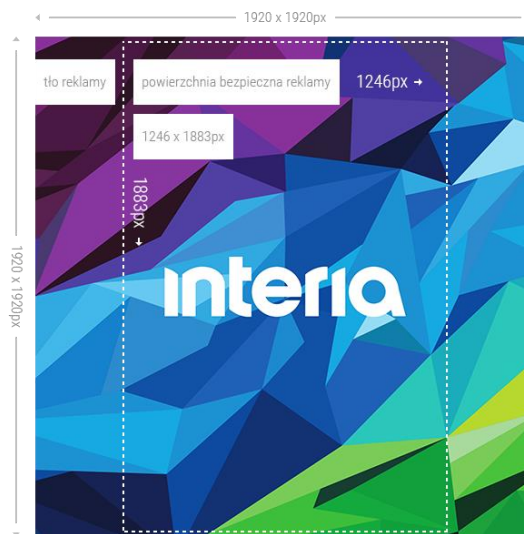 1920 x 1920px
tło reklamy
powierzchnia bezpieczna reklamy
1246px
1246 x 1883px
1883px
1920 x 1920px
interia